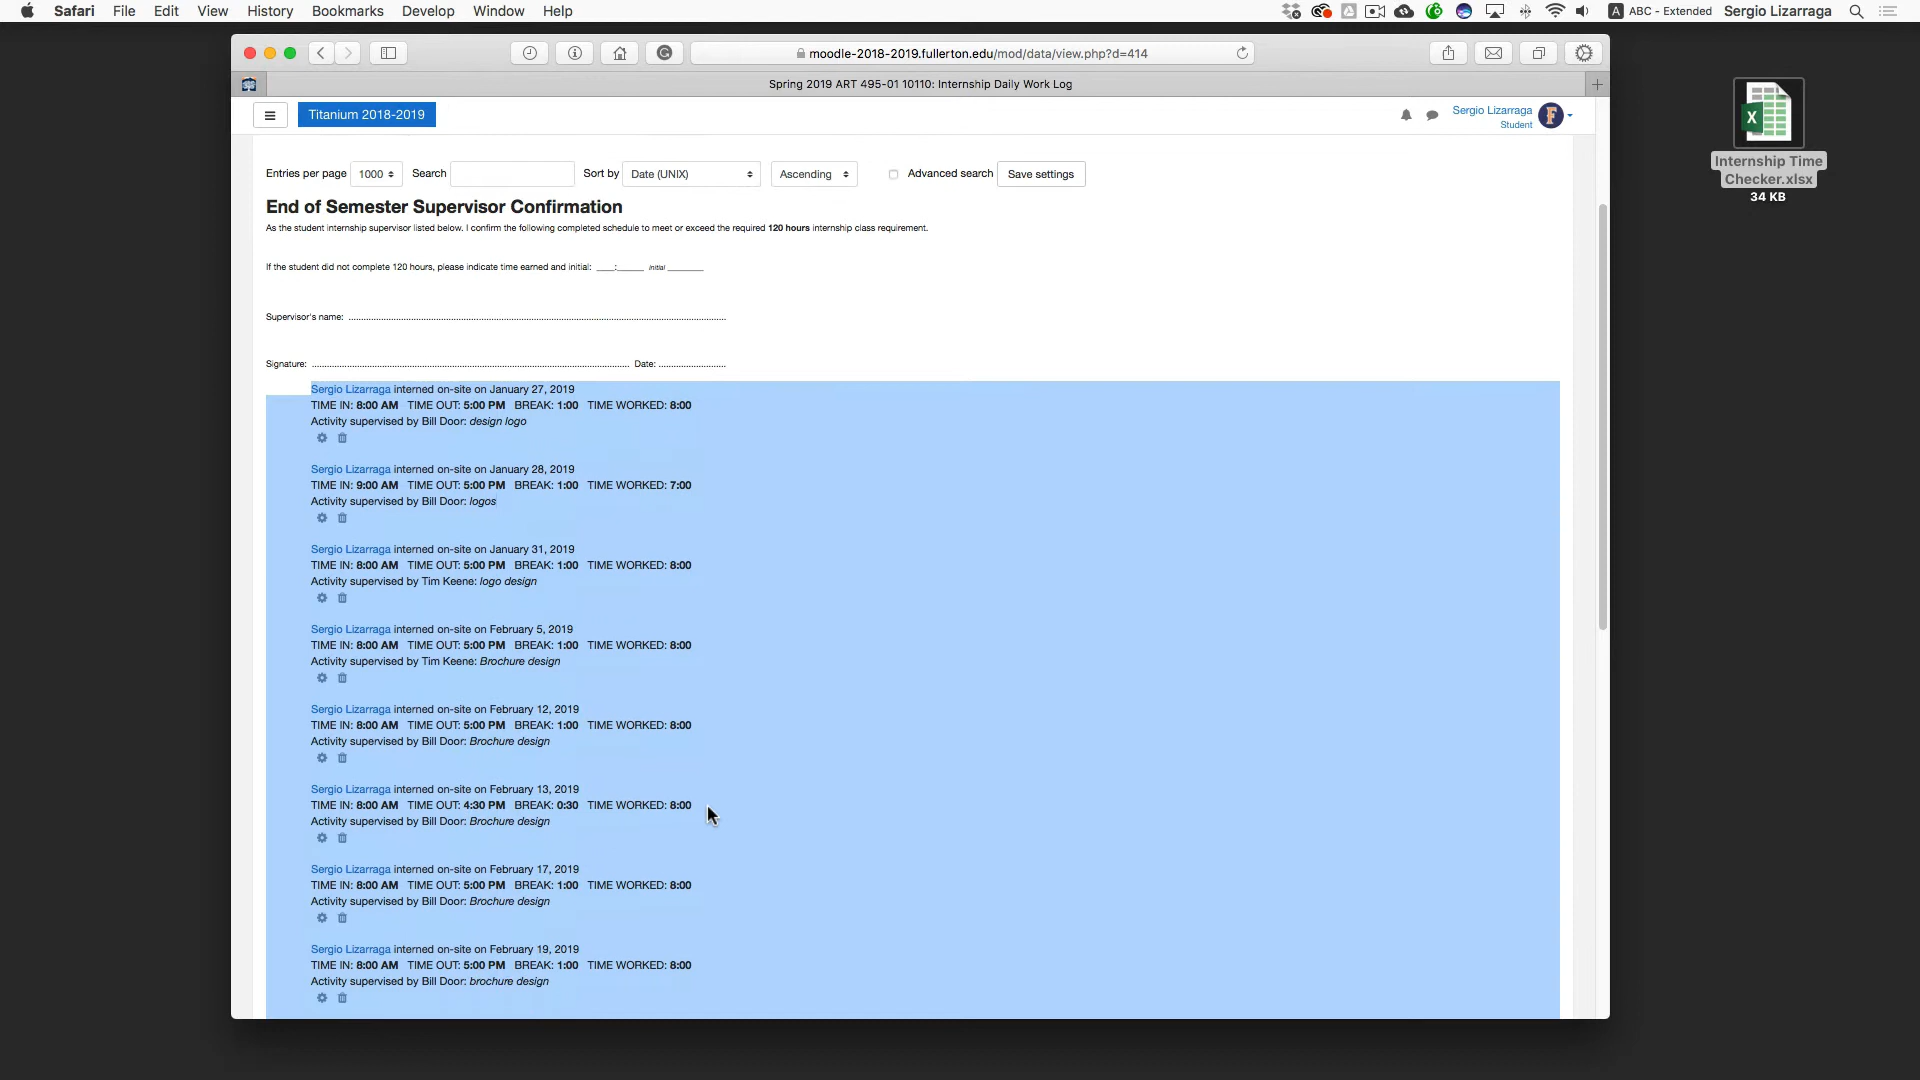 Safari File Edit View History Bookmarks Develop Window Help
ABC - Extended Sergio Lizarraga
moodle-2018-2019.fullerton.edu/mod/data/view.php?d=414
Spring 2019 ART 495-01 10110: Internship Daily Work Log
Titanium 2018-2019
Sergio Lizarraga
Student
Internship Time
Checker.xlsx
34 KB
Entries per page 1000 Search Sort by Date (UNIX) Ascending Advanced search Save settings
End of Semester Supervisor Confirmation
As the student internship supervisor listed below. I confirm the following completed schedule to meet or exceed the required 120 hours internship class requirement.
If the student did not complete 120 hours, please indicate time earned and initial: ____:______ Initial ________
Supervisor's name: ..............................................................
Signature: .................................................... Date: ...........................
Sergio Lizarraga interned on-site on January 27, 2019
TIME IN: 8:00 AM TIME OUT: 5:00 PM BREAK: 1:00 TIME WORKED: 8:00
Activity supervised by Bill Door: design logo
Sergio Lizarraga interned on-site on January 28, 2019
TIME IN: 9:00 AM TIME OUT: 5:00 PM BREAK: 1:00 TIME WORKED: 7:00
Activity supervised by Bill Door: logos
Sergio Lizarraga interned on-site on January 31, 2019
TIME IN: 8:00 AM TIME OUT: 5:00 PM BREAK: 1:00 TIME WORKED: 8:00
Activity supervised by Tim Keene: logo design
Sergio Lizarraga interned on-site on February 5, 2019
TIME IN: 8:00 AM TIME OUT: 5:00 PM BREAK: 1:00 TIME WORKED: 8:00
Activity supervised by Tim Keene: Brochure design
Sergio Lizarraga interned on-site on February 12, 2019
TIME IN: 8:00 AM TIME OUT: 5:00 PM BREAK: 1:00 TIME WORKED: 8:00
Activity supervised by Bill Door: Brochure design
Sergio Lizarraga interned on-site on February 13, 2019
TIME IN: 8:00 AM TIME OUT: 4:30 PM BREAK: 0:30 TIME WORKED: 8:00
Activity supervised by Bill Door: Brochure design
Sergio Lizarraga interned on-site on February 17, 2019
TIME IN: 8:00 AM TIME OUT: 5:00 PM BREAK: 1:00 TIME WORKED: 8:00
Activity supervised by Bill Door: Brochure design
Sergio Lizarraga interned on-site on February 19, 2019
TIME IN: 8:00 AM TIME OUT: 5:00 PM BREAK: 1:00 TIME WORKED: 8:00
Activity supervised by Bill Door: brochure design